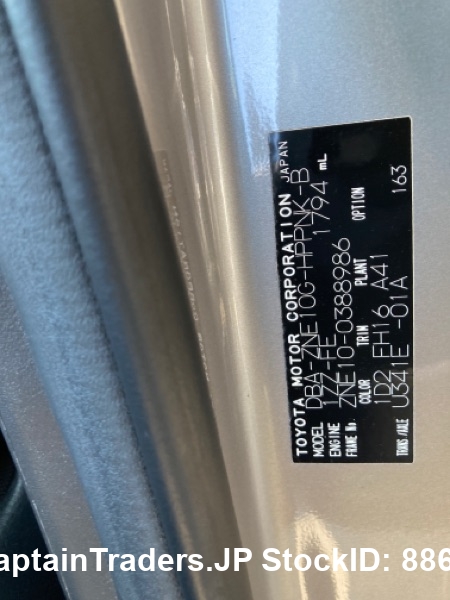 TOYOTA MOTOR CORPORATION JAPAN
MODEL DBA-ZNE10G-HPPNK-B
ENGINE 1ZZ-FE 1794 mL
FRAME No. ZNE10-0388986
COLOR TRIM PLANT OPTION
1D2 EH16 A41
TRANS./AXLE U341E -01A 163
aptainTraders.JP StockID: 886